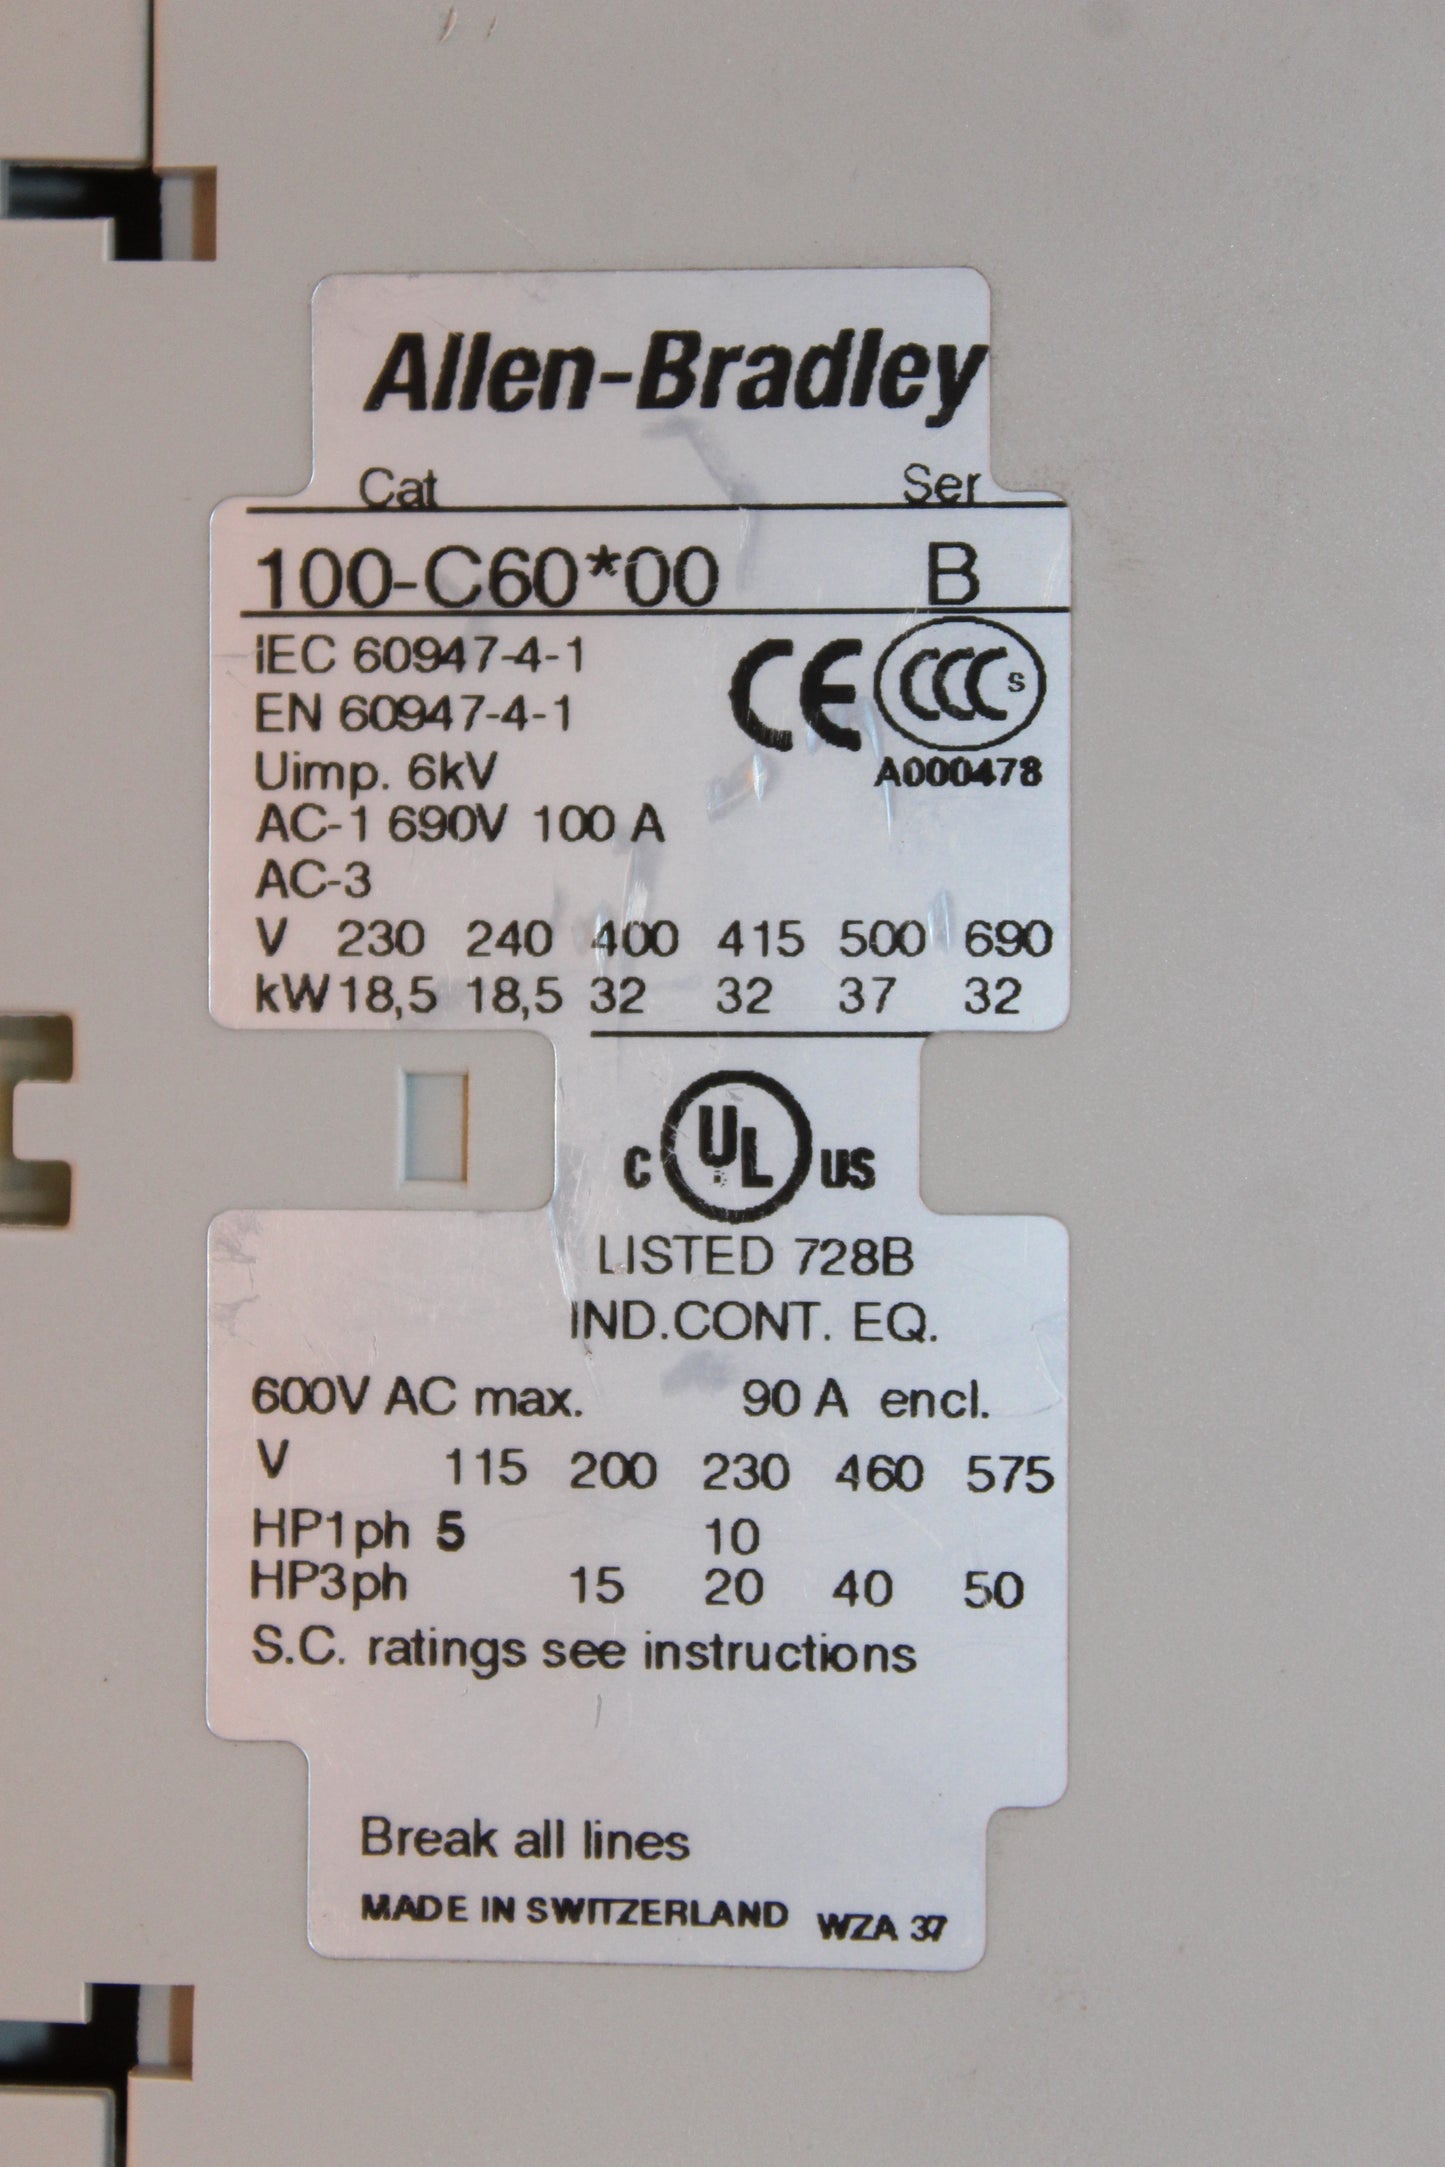 Allen-Bradley
Cat Ser
100-C60*00 B
IEC 60947-4-1
EN 60947-4-1
CE CCC S
Uimp. 6kV
A000478
AC-1 690V 100 A
AC-3
V 230 240 400 415 500 690
kW 18,5 18,5 32 32 37 32
C UL US
LISTED 728B
IND.CONT. EQ.
600V AC max. 90 A encl.
V 115 200 230 460 575
HP1ph 5 10
HP3ph 15 20 40 50
S.C. ratings see instructions
Break all lines
MADE IN SWITZERLAND WZA 37